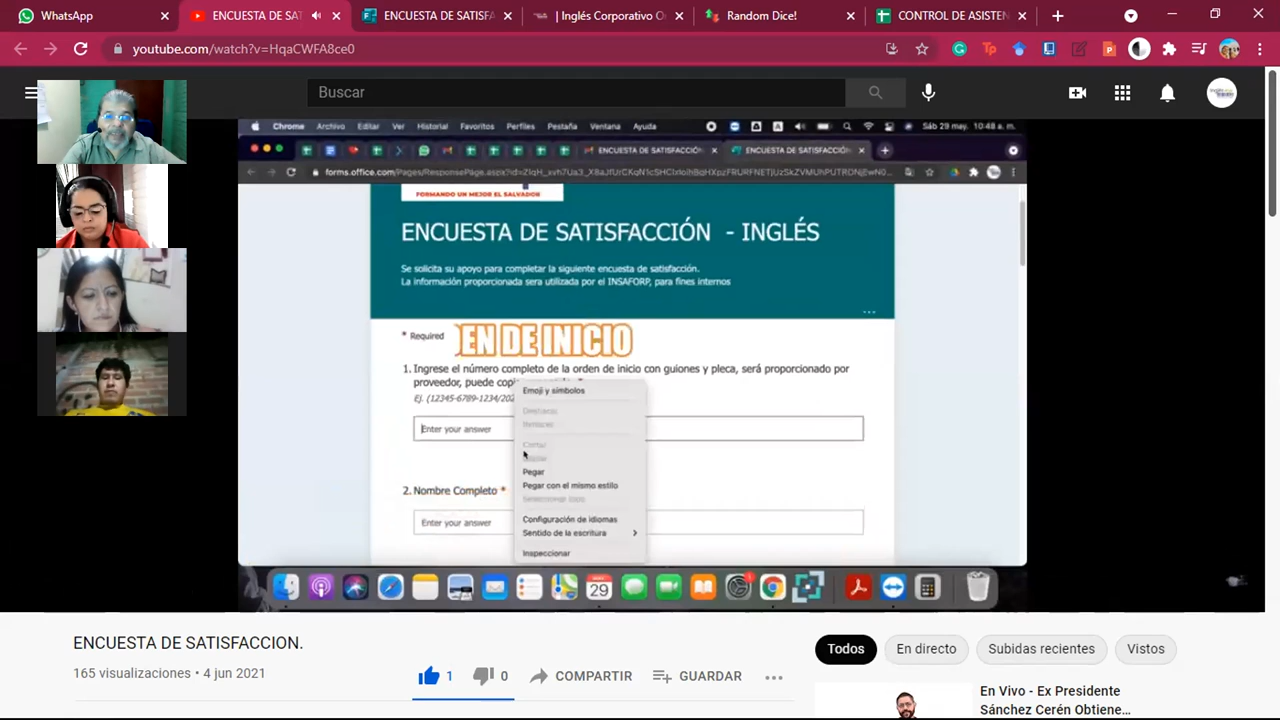 WhatsApp
ENCUESTA DE SAT
ENCUESTA DE SATISFA
| Inglés Corporativo O
Random Dice!
CONTROL DE ASISTEN
youtube.com/watch?v=HqaCWFA8ce0
Buscar
Chrome Archivo Editar Ver Historial Favoritos Perfiles Pestaña Ventana Ayuda
Sáb 29 may. 10:48 a. m.
ENCUESTA DE SATISFACCIÓN
ENCUESTA DE SATISFACCIÓN
FORMANDO UN MEJOR EL SALVADOR
ENCUESTA DE SATISFACCIÓN - INGLÉS
Se solicita su apoyo para completar la siguiente encuesta de satisfacción.
La información proporcionada sera utilizada por el INSAFORP, para fines internos
* Required
EN DE INICIO
1. Ingrese el número completo de la orden de inicio con guiones y pleca, será proporcionado por
proveedor, puede copi
Ej. (12345-6789-1234/202
Enter your answer
Emoji y símbolos
Deshacer
Rehacer
Cortar
Pegar
Pegar con el mismo estilo
Seleccionar todo
Configuración de idiomas
Sentido de la escritura
Inspeccionar
2. Nombre Completo *
Enter your answer
29
ENCUESTA DE SATISFACCION.
165 visualizaciones • 4 jun 2021
1
0
COMPARTIR
GUARDAR
Todos
En directo
Subidas recientes
Vistos
En Vivo - Ex Presidente
Sánchez Cerén Obtiene...